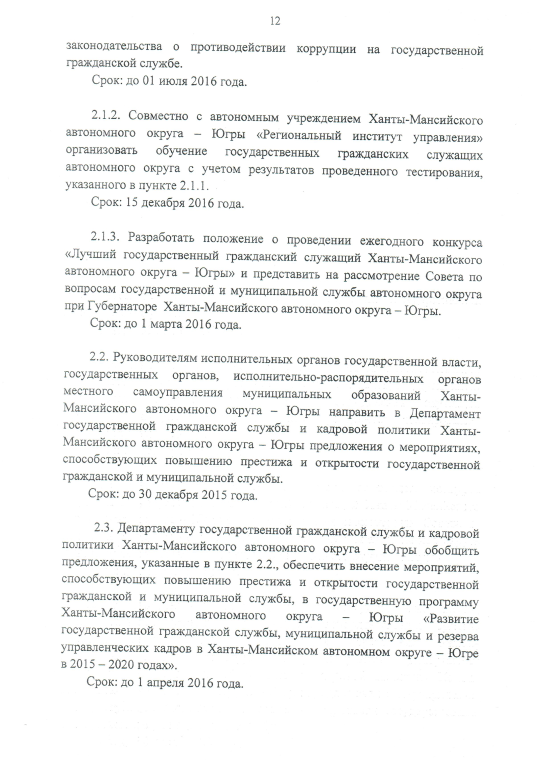 12
законодательства о противодействии коррупции на государственной
гражданской службе.
Срок: до 01 июля 2016 года.
2.1.2. Совместно с автономным учреждением Ханты-Мансийского
автономного округа – Югры «Региональный институт управления»
организовать обучение государственных гражданских служащих
автономного округа с учетом результатов проведенного тестирования,
указанного в пункте 2.1.1.
Срок: 15 декабря 2016 года.
2.1.3. Разработать положение о проведении ежегодного конкурса
«Лучший государственный гражданский служащий Ханты-Мансийского
автономного округа – Югры» и представить на рассмотрение Совета по
вопросам государственной и муниципальной службы автономного округа
при Губернаторе Ханты-Мансийского автономного округа – Югры.
Срок: до 1 марта 2016 года.
2.2. Руководителям исполнительных органов государственной власти,
государственных органов, исполнительно-распорядительных органов
местного самоуправления муниципальных образований Ханты-
Мансийского автономного округа – Югры направить в Департамент
государственной гражданской службы и кадровой политики Ханты-
Мансийского автономного округа – Югры предложения о мероприятиях,
способствующих повышению престижа и открытости государственной
гражданской и муниципальной службы.
Срок: до 30 декабря 2015 года.
2.3. Департаменту государственной гражданской службы и кадровой
политики Ханты-Мансийского автономного округа – Югры обобщить
предложения, указанные в пункте 2.2., обеспечить внесение мероприятий,
способствующих повышению престижа и открытости государственной
гражданской и муниципальной службы, в государственную программу
Ханты-Мансийского автономного округа – Югры «Развитие
государственной гражданской службы, муниципальной службы и резерва
управленческих кадров в Ханты-Мансийском автономном округе – Югре
в 2015 – 2020 годах».
Срок: до 1 апреля 2016 года.